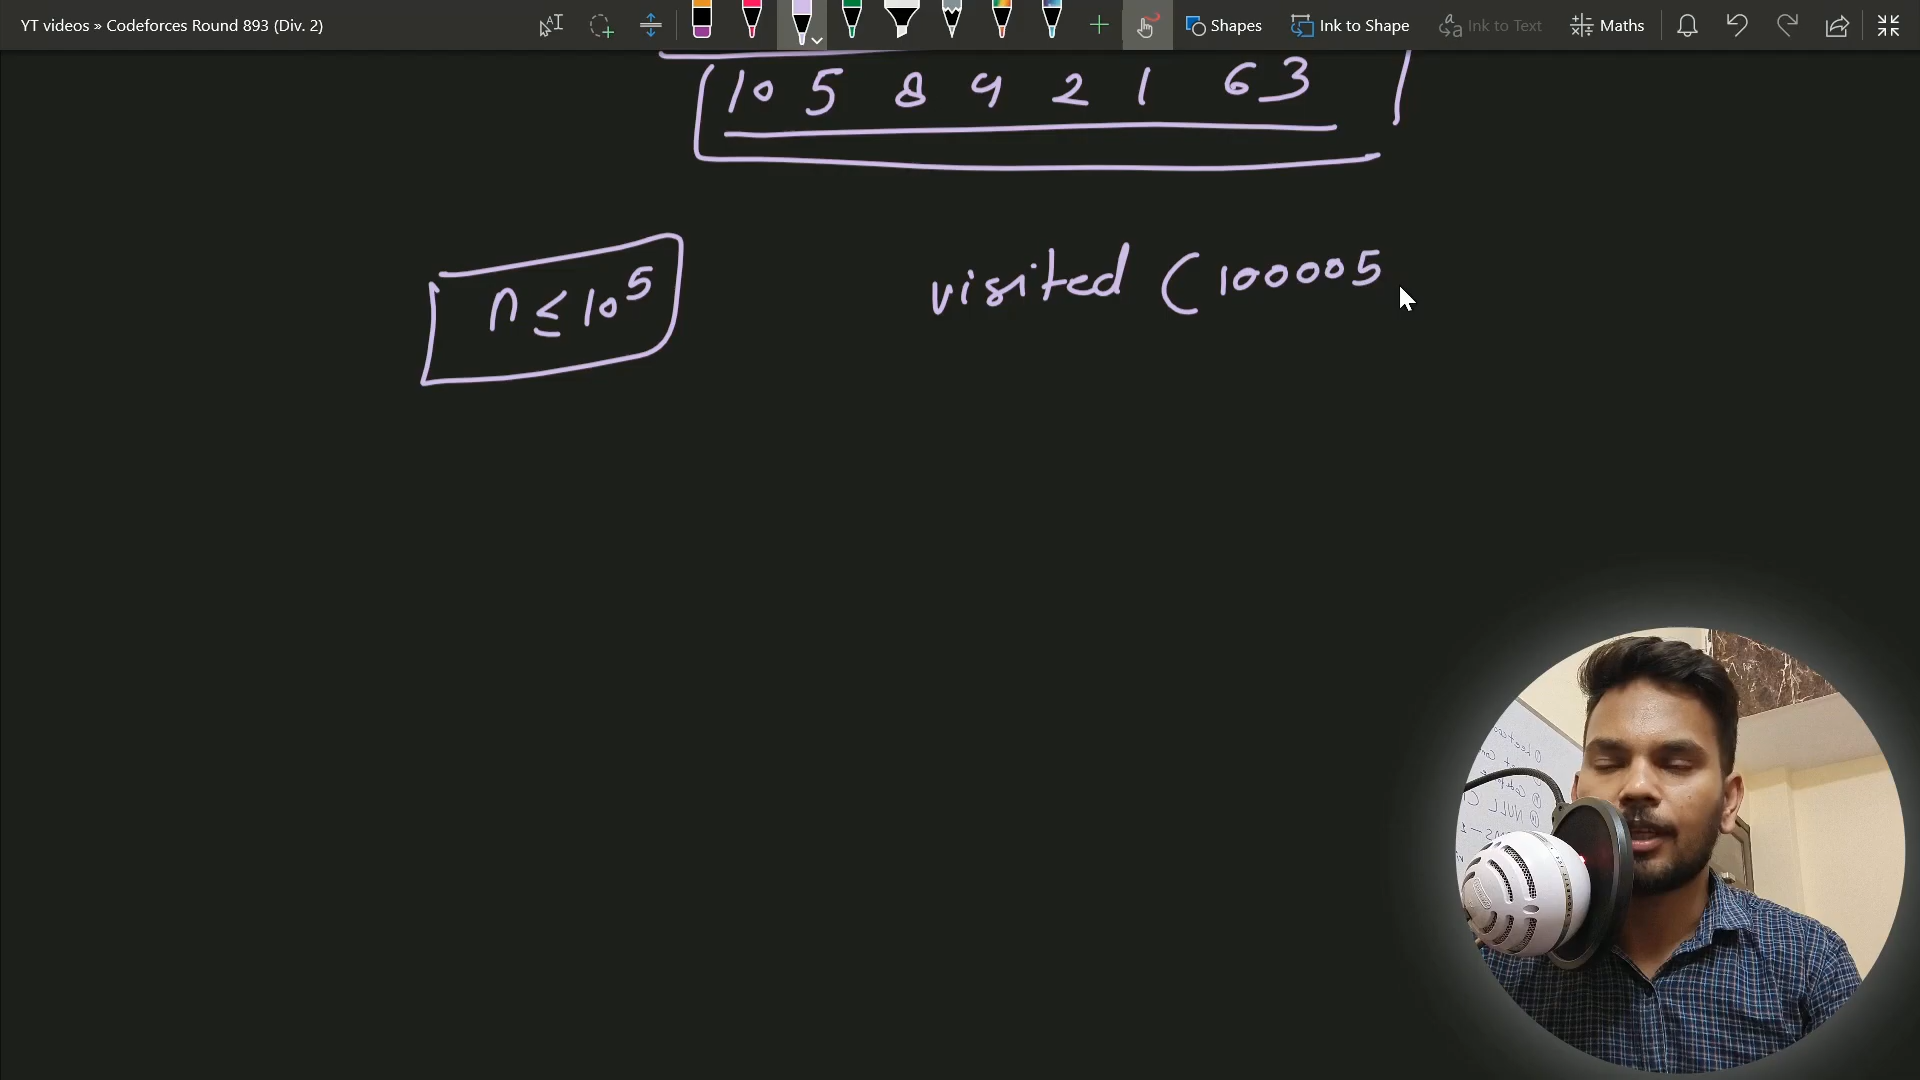 YT videos » Codeforces Round 893 (Div. 2)
Shapes
Ink to Shape
Ink to Text
Maths
10 5 8 4 2 1 6 3
n ≤ 10^5
visited ( 100005